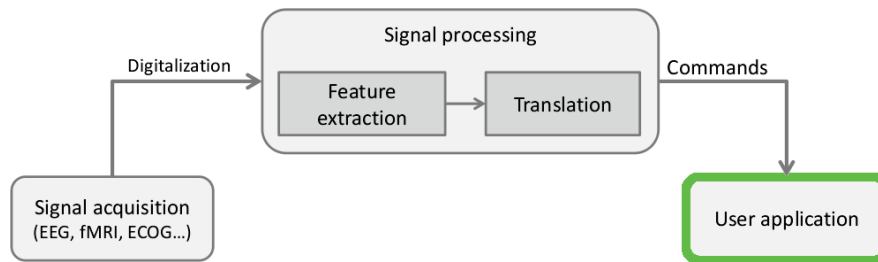 Signal processing
Digitalization
Commands
Feature
extraction
Translation
Signal acquisition
(EEG, fMRI, ECOG...)
User application